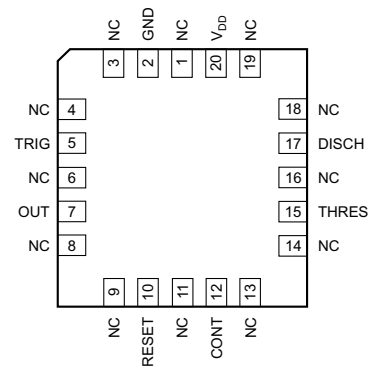 NC GND NC VDD NC
3 2 1 20 19
NC 4 18 NC
TRIG 5 17 DISCH
NC 6 16 NC
OUT 7 15 THRES
NC 8 14 NC
9 10 11 12 13
NC RESET NC CONT NC